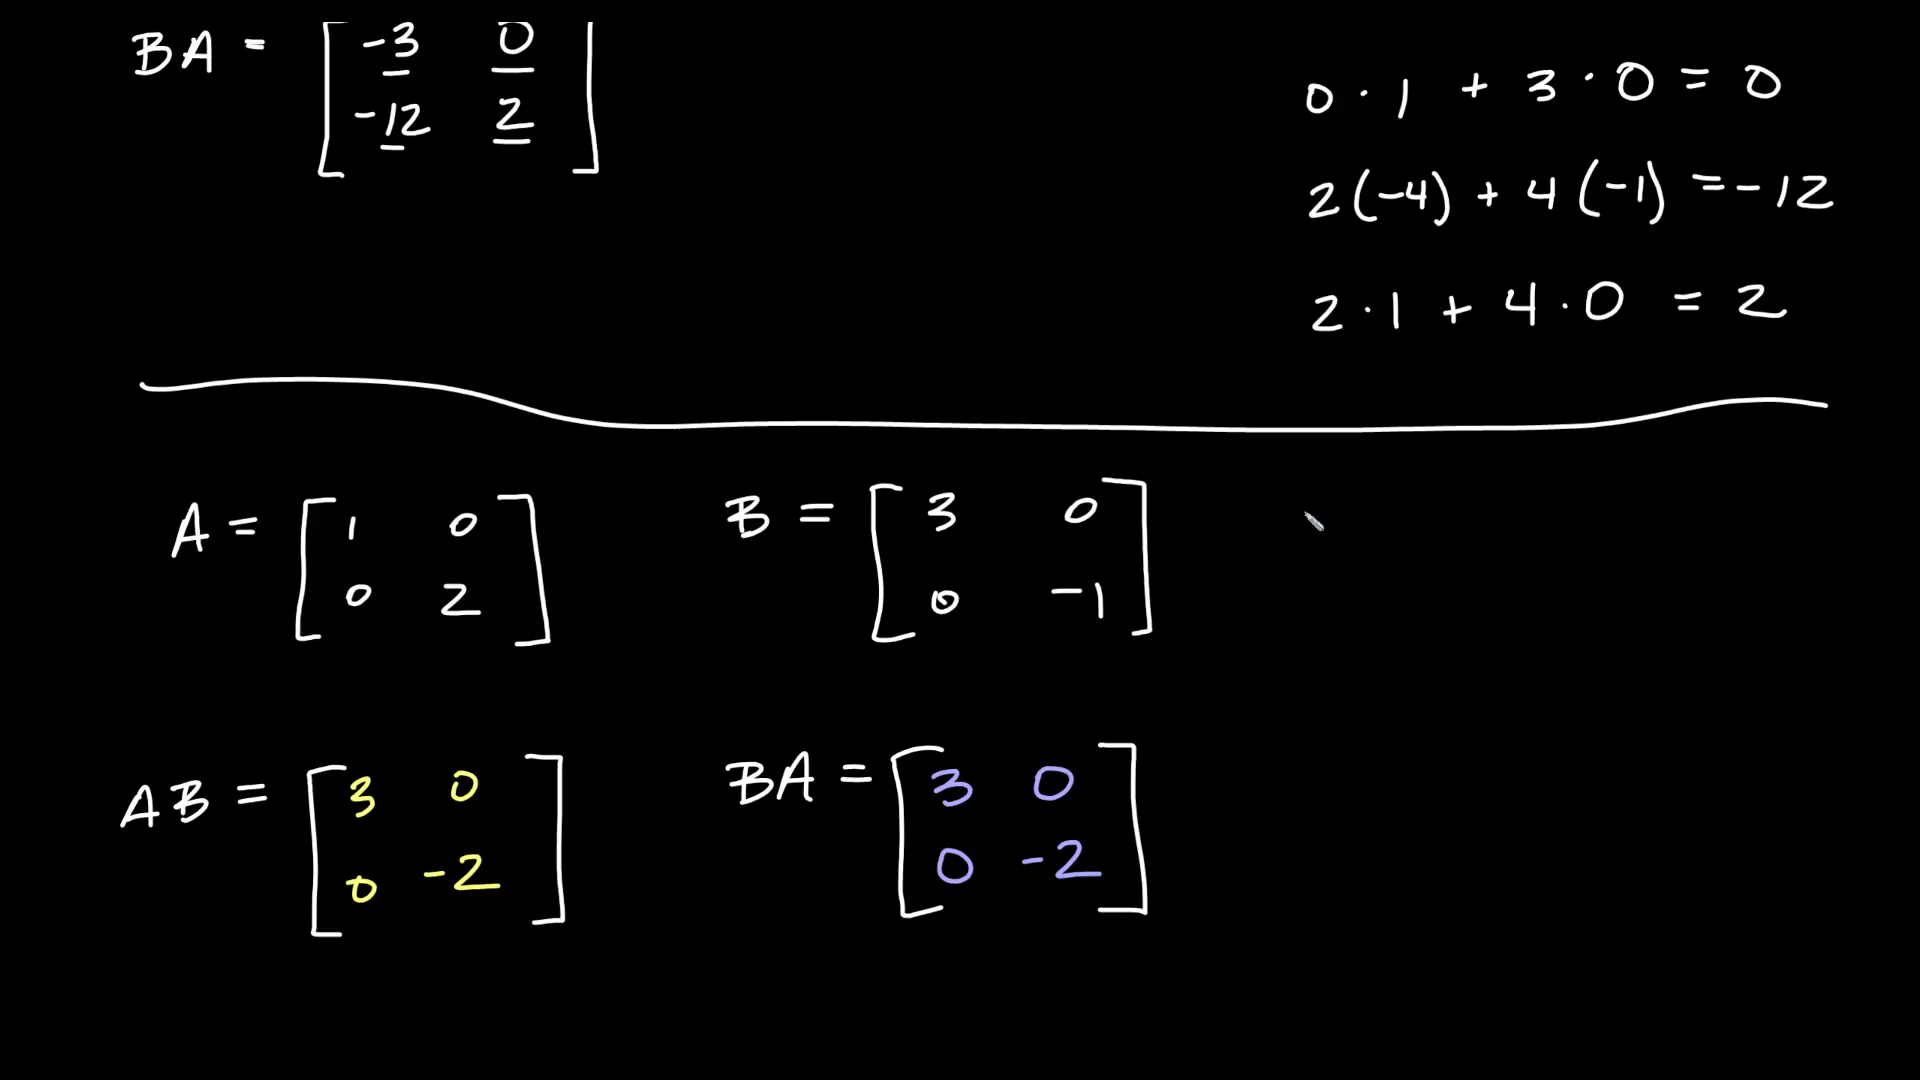 BA = [ -3 0
-12 2 ]
0 · 1 + 3 · 0 = 0
2(-4) + 4(-1) = -12
2 · 1 + 4 · 0 = 2
A = [ 1 0
0 2 ]
B = [ 3 0
0 -1 ]
AB = [ 3 0
0 -2 ]
BA = [ 3 0
0 -2 ]